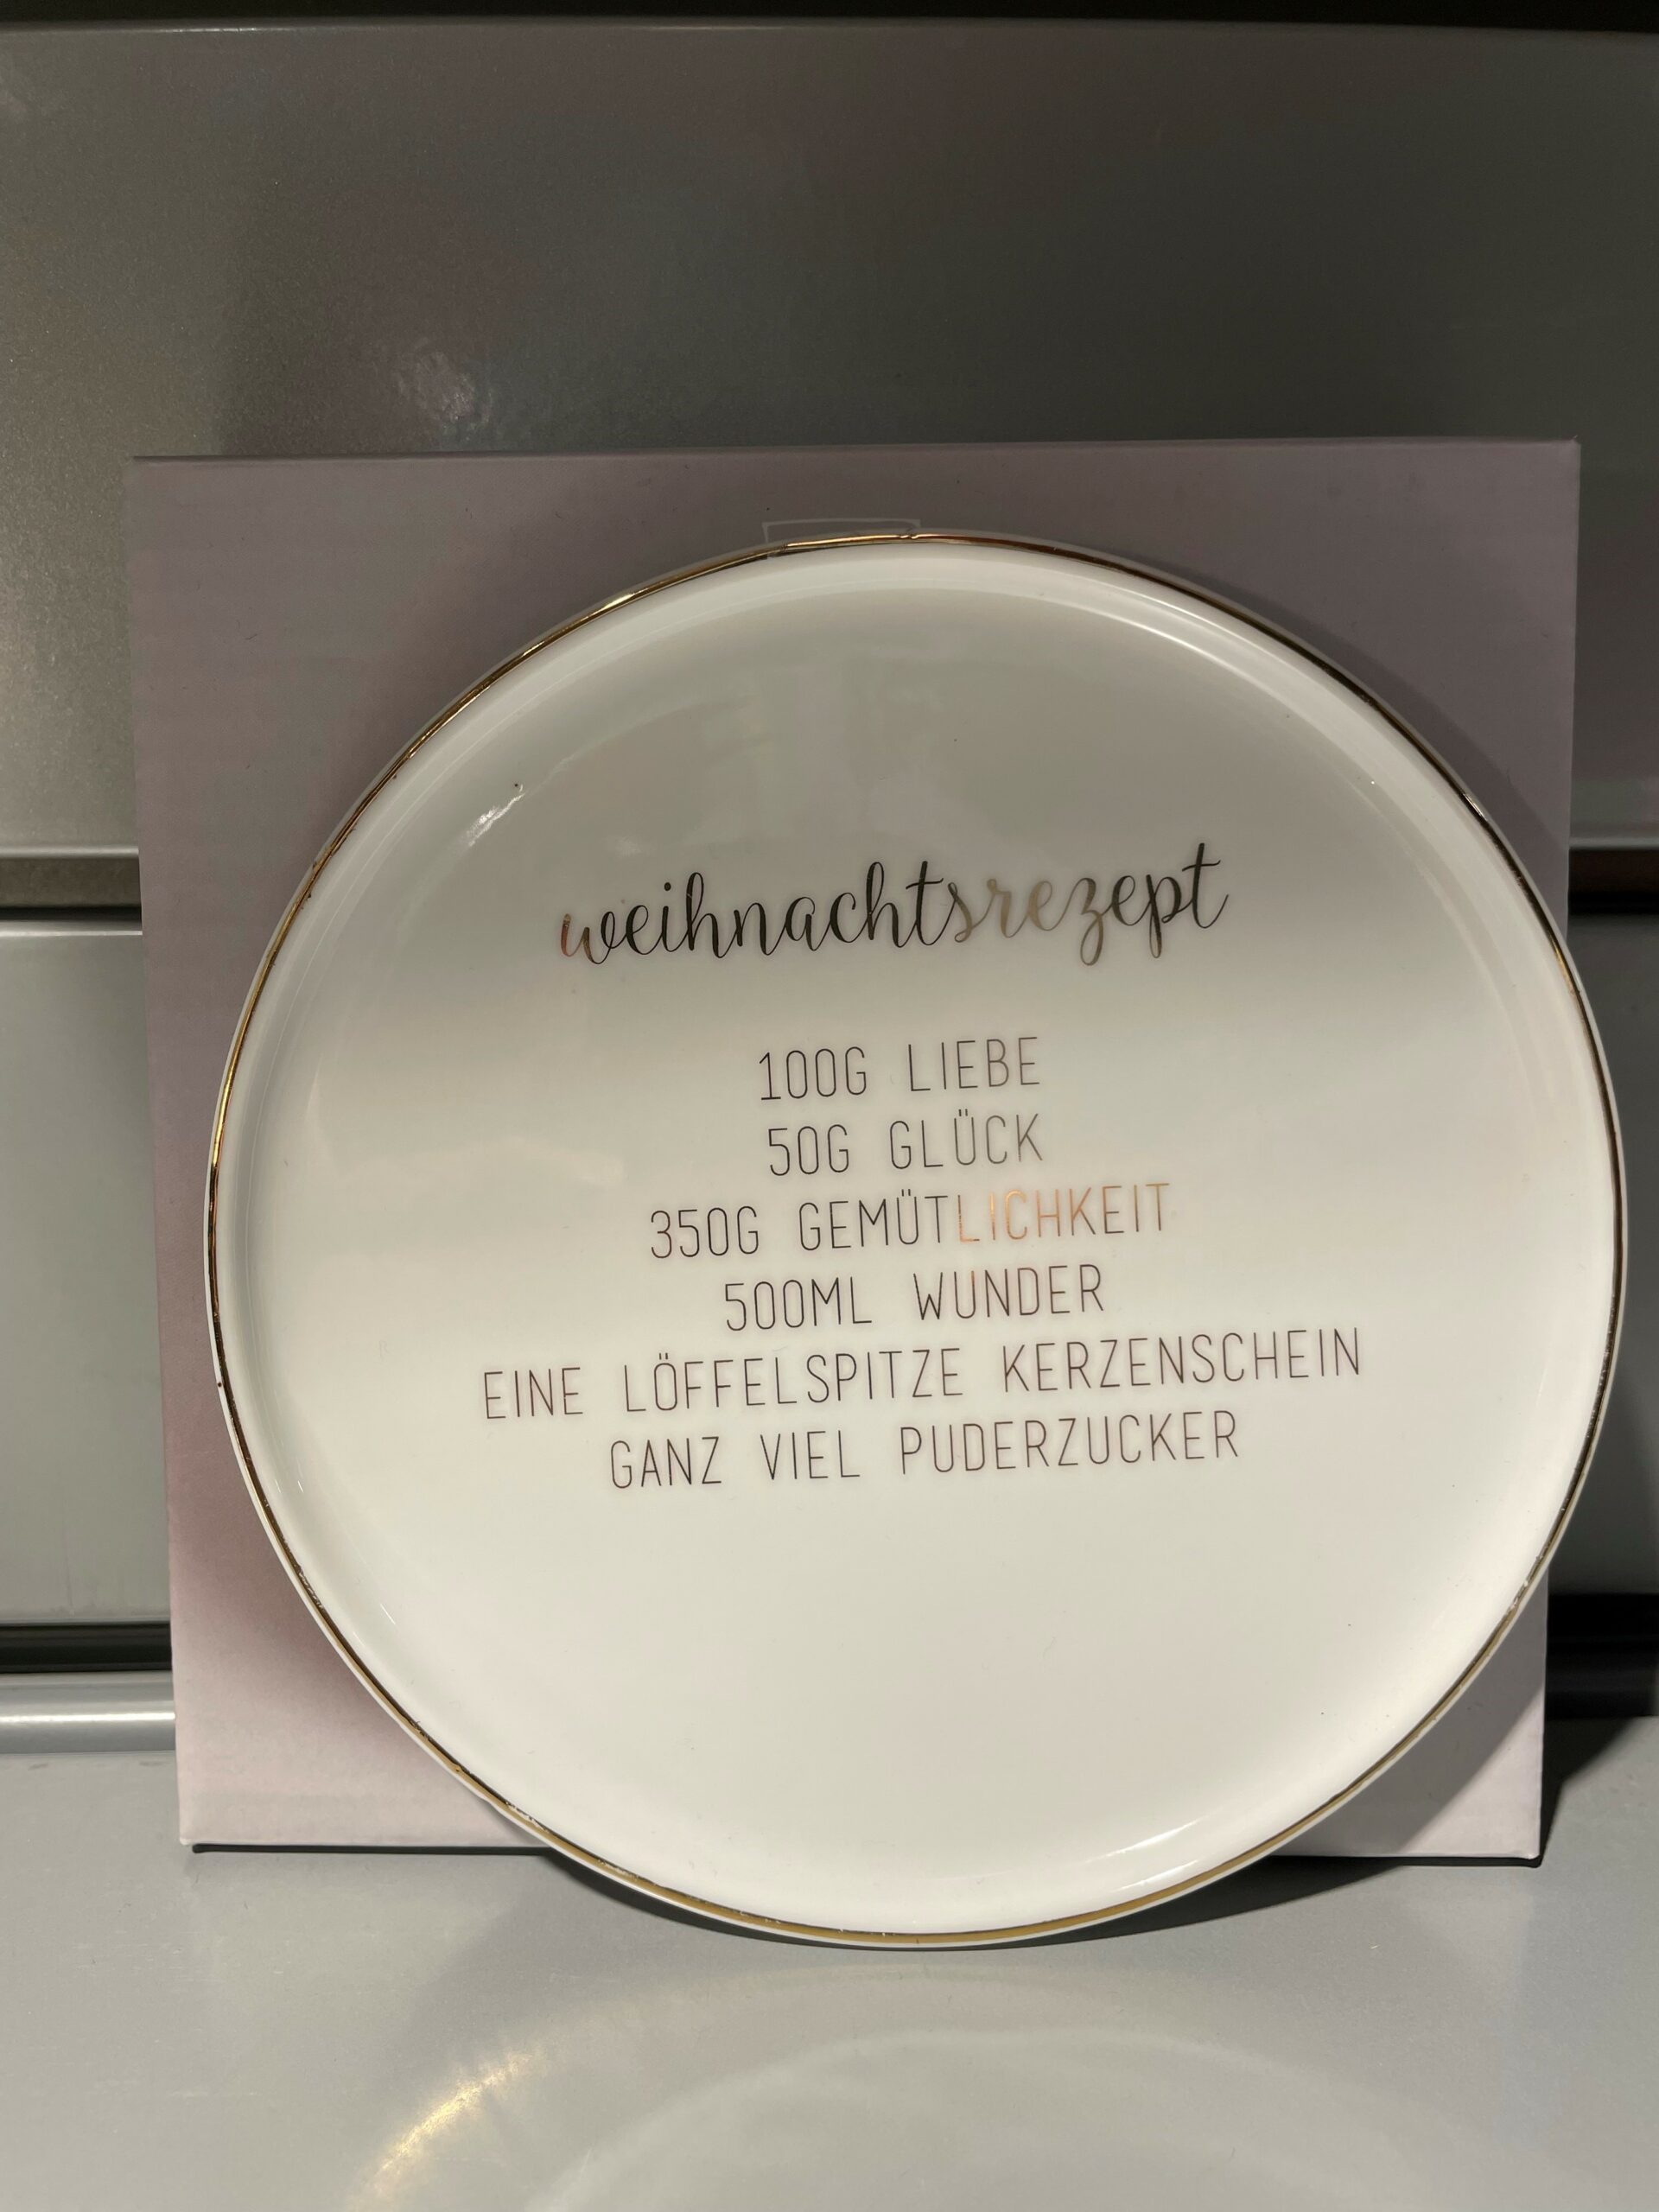 weihnachtsrezept
100G LIEBE
50G GLÜCK
350G GEMÜTLICHKEIT
500ML WUNDER
EINE LÖFFELSPITZE KERZENSCHEIN
GANZ VIEL PUDERZUCKER